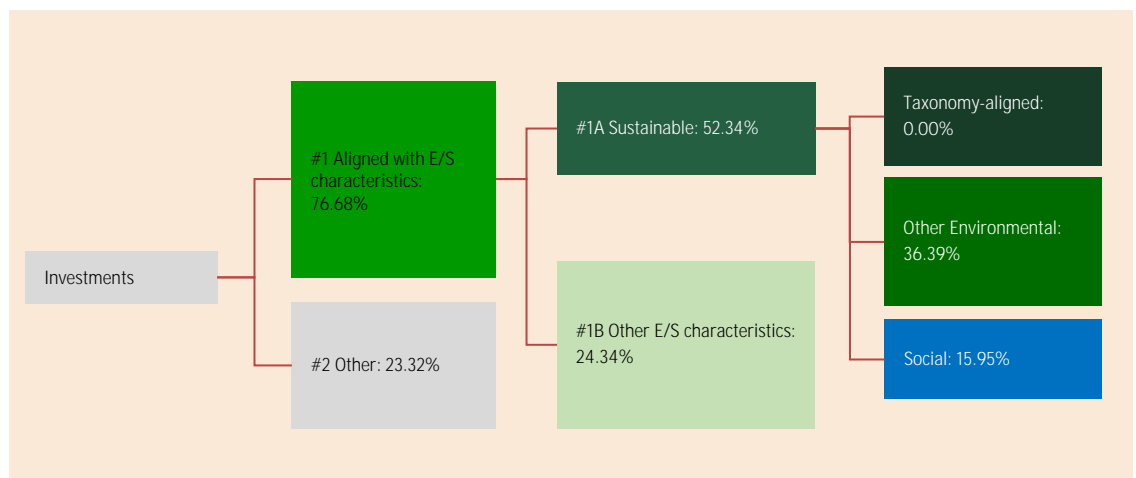 Investments
#1 Aligned with E/S
characteristics:
76.68%
#2 Other: 23.32%
#1A Sustainable: 52.34%
#1B Other E/S characteristics:
24.34%
Taxonomy-aligned:
0.00%
Other Environmental:
36.39%
Social: 15.95%